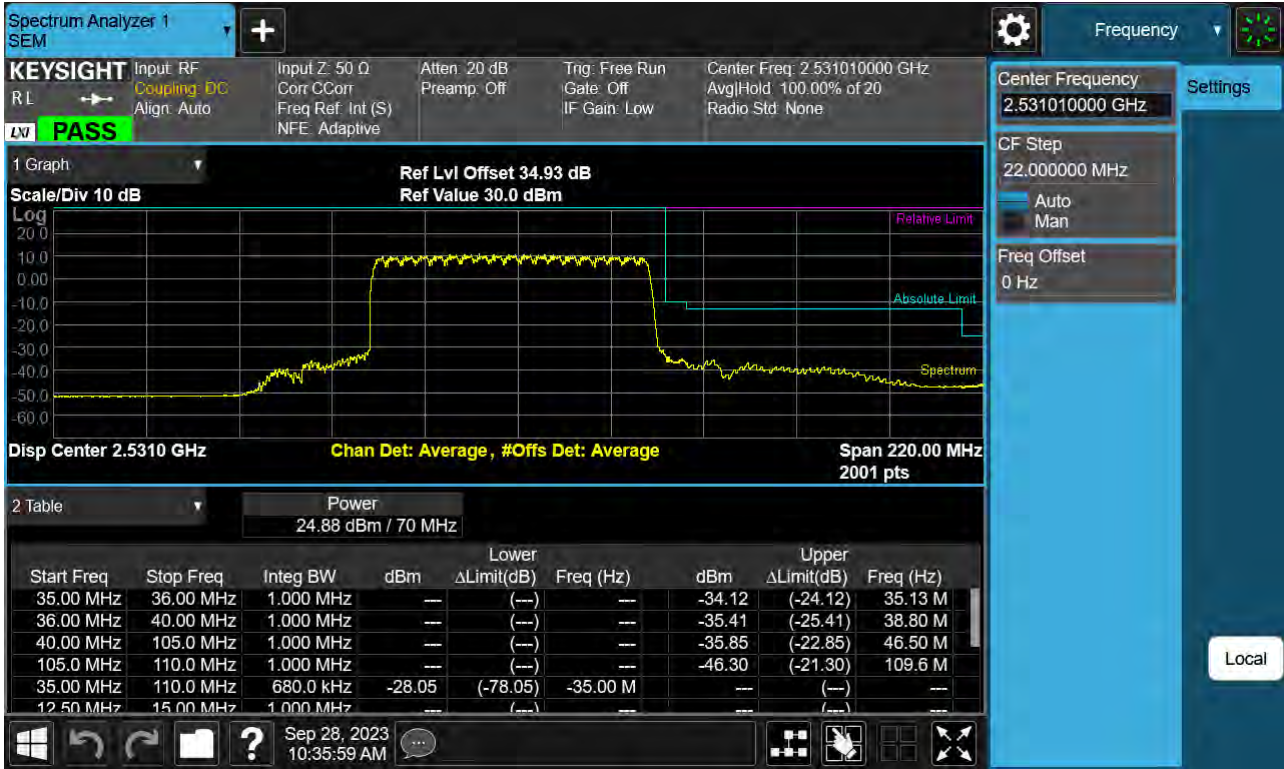 Spectrum Analyzer 1
SEM
Frequency
KEYSIGHT
R L
LXI
PASS
Input: RF
Coupling: DC
Align: Auto
Input Z: 50 Ω
Corr CCorr
Freq Ref: Int (S)
NFE: Adaptive
Atten: 20 dB
Preamp: Off
Trig: Free Run
Gate: Off
IF Gain: Low
Center Freq: 2.531010000 GHz
Avg|Hold: 100.00% of 20
Radio Std: None
Center Frequency
2.531010000 GHz
Settings
CF Step
22.000000 MHz
Auto
Man
Freq Offset
0 Hz
Local
1 Graph
Scale/Div 10 dB
Ref Lvl Offset 34.93 dB
Ref Value 30.0 dBm
Log
20.0
10.0
0.00
-10.0
-20.0
-30.0
-40.0
-50.0
-60.0
Relative Limit
Absolute Limit
Spectrum
Disp Center 2.5310 GHz Chan Det: Average , #Offs Det: Average Span 220.00 MHz
2001 pts
2 Table
Power
24.88 dBm / 70 MHz
Lower Upper
Start Freq Stop Freq Integ BW dBm ΔLimit(dB) Freq (Hz) dBm ΔLimit(dB) Freq (Hz)
35.00 MHz 36.00 MHz 1.000 MHz --- (---) --- -34.12 (-24.12) 35.13 M
36.00 MHz 40.00 MHz 1.000 MHz --- (---) --- -35.41 (-25.41) 38.80 M
40.00 MHz 105.0 MHz 1.000 MHz --- (---) --- -35.85 (-22.85) 46.50 M
105.0 MHz 110.0 MHz 1.000 MHz --- (---) --- -46.30 (-21.30) 109.6 M
35.00 MHz 110.0 MHz 680.0 kHz -28.05 (-78.05) -35.00 M --- (---) ---
12.50 MHz 15.00 MHz 1.000 MHz --- (---) --- --- (---) ---
?
Sep 28, 2023
10:35:59 AM